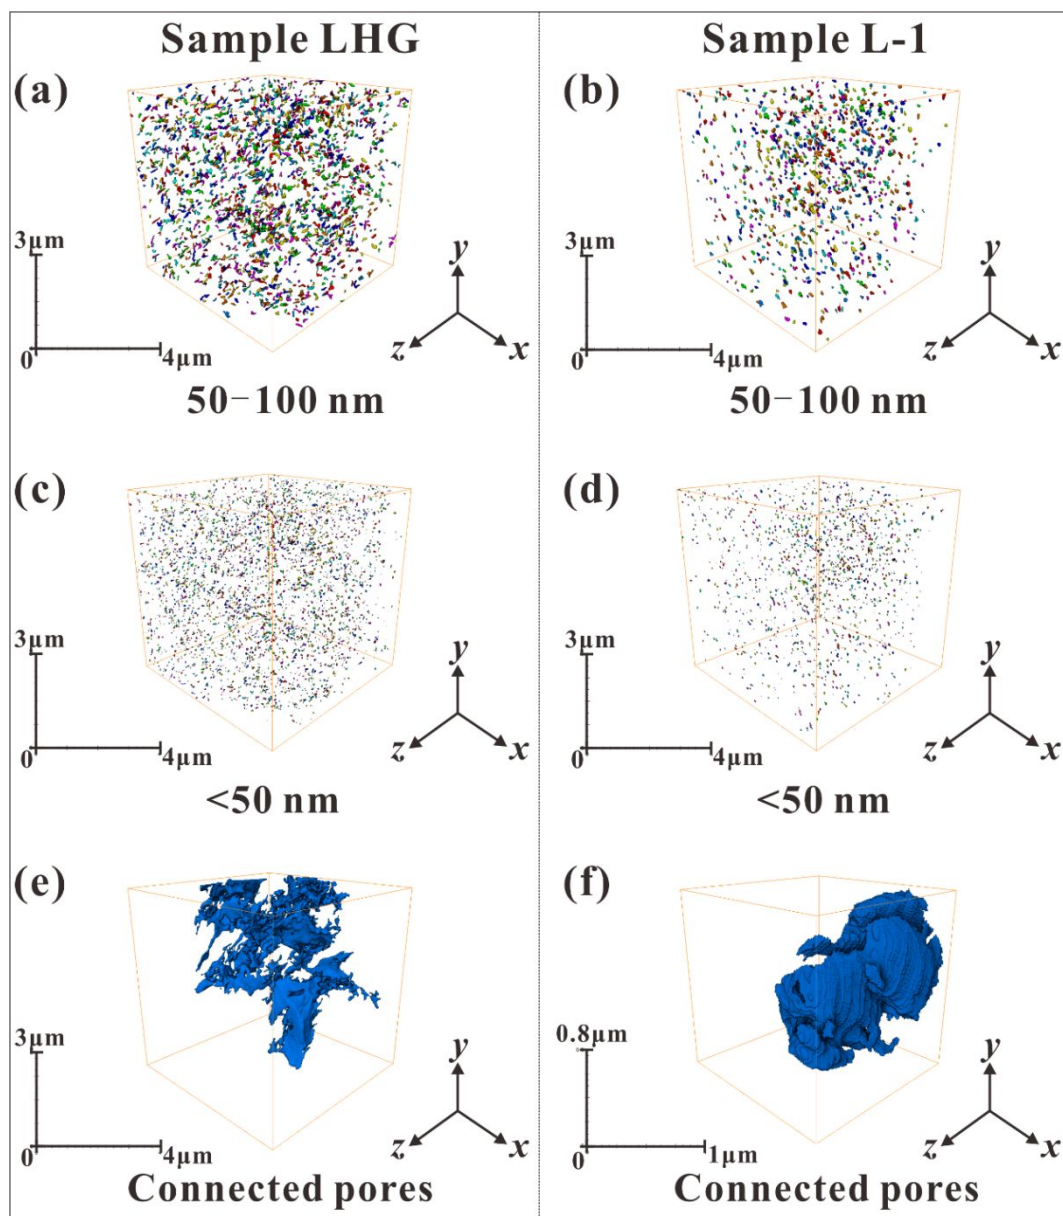 Sample LHG
Sample L-1
(a)
(b)
3μm
0
4μm
y
z
x
3μm
0
4μm
y
z
x
50−100 nm
50−100 nm
(c)
(d)
3μm
0
4μm
y
z
x
3μm
0
4μm
y
z
x
<50 nm
<50 nm
(e)
(f)
3μm
0
4μm
y
z
x
0.8μm
0
1μm
y
z
x
Connected pores
Connected pores